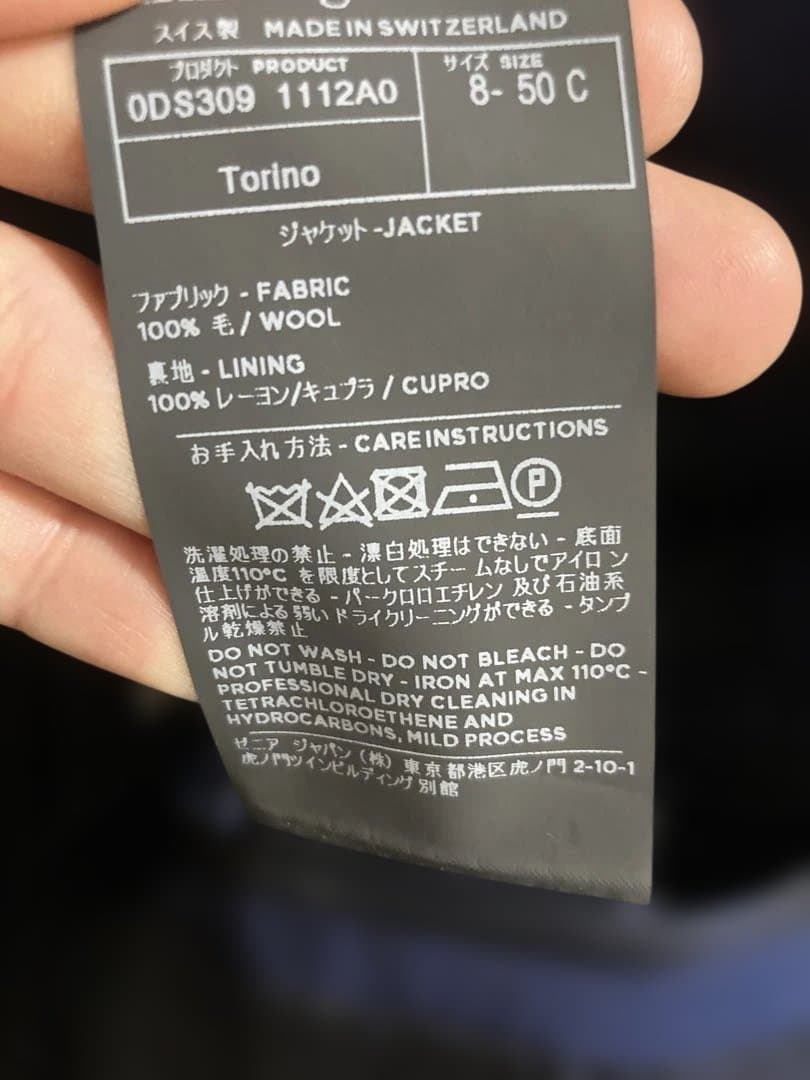 スイス製 MADE IN SWITZERLAND
プロダクト PRODUCT
0DS309 1112A0
サイズ SIZE
8- 50 C
Torino
ジャケット-JACKET
ファブリック - FABRIC
100% 毛 / WOOL
裏地 - LINING
100% レーヨン/キュプラ / CUPRO
お手入れ方法 - CARE INSTRUCTIONS
P
洗濯処理の禁止 - 漂白処理はできない - 底面
温度110°C を限度としてスチームなしでアイロン
仕上げができる - パークロロエチレン 及び石油系
溶剤による弱い ドライクリーニングができる - タンブ
ル乾燥禁止
DO NOT WASH - DO NOT BLEACH - DO
NOT TUMBLE DRY - IRON AT MAX 110°C -
PROFESSIONAL DRY CLEANING IN
TETRACHLOROETHENE AND
HYDROCARBONS, MILD PROCESS
ゼニア ジャパン (株) 東京都港区虎ノ門 2-10-1
虎ノ門ツインビルディング 別館